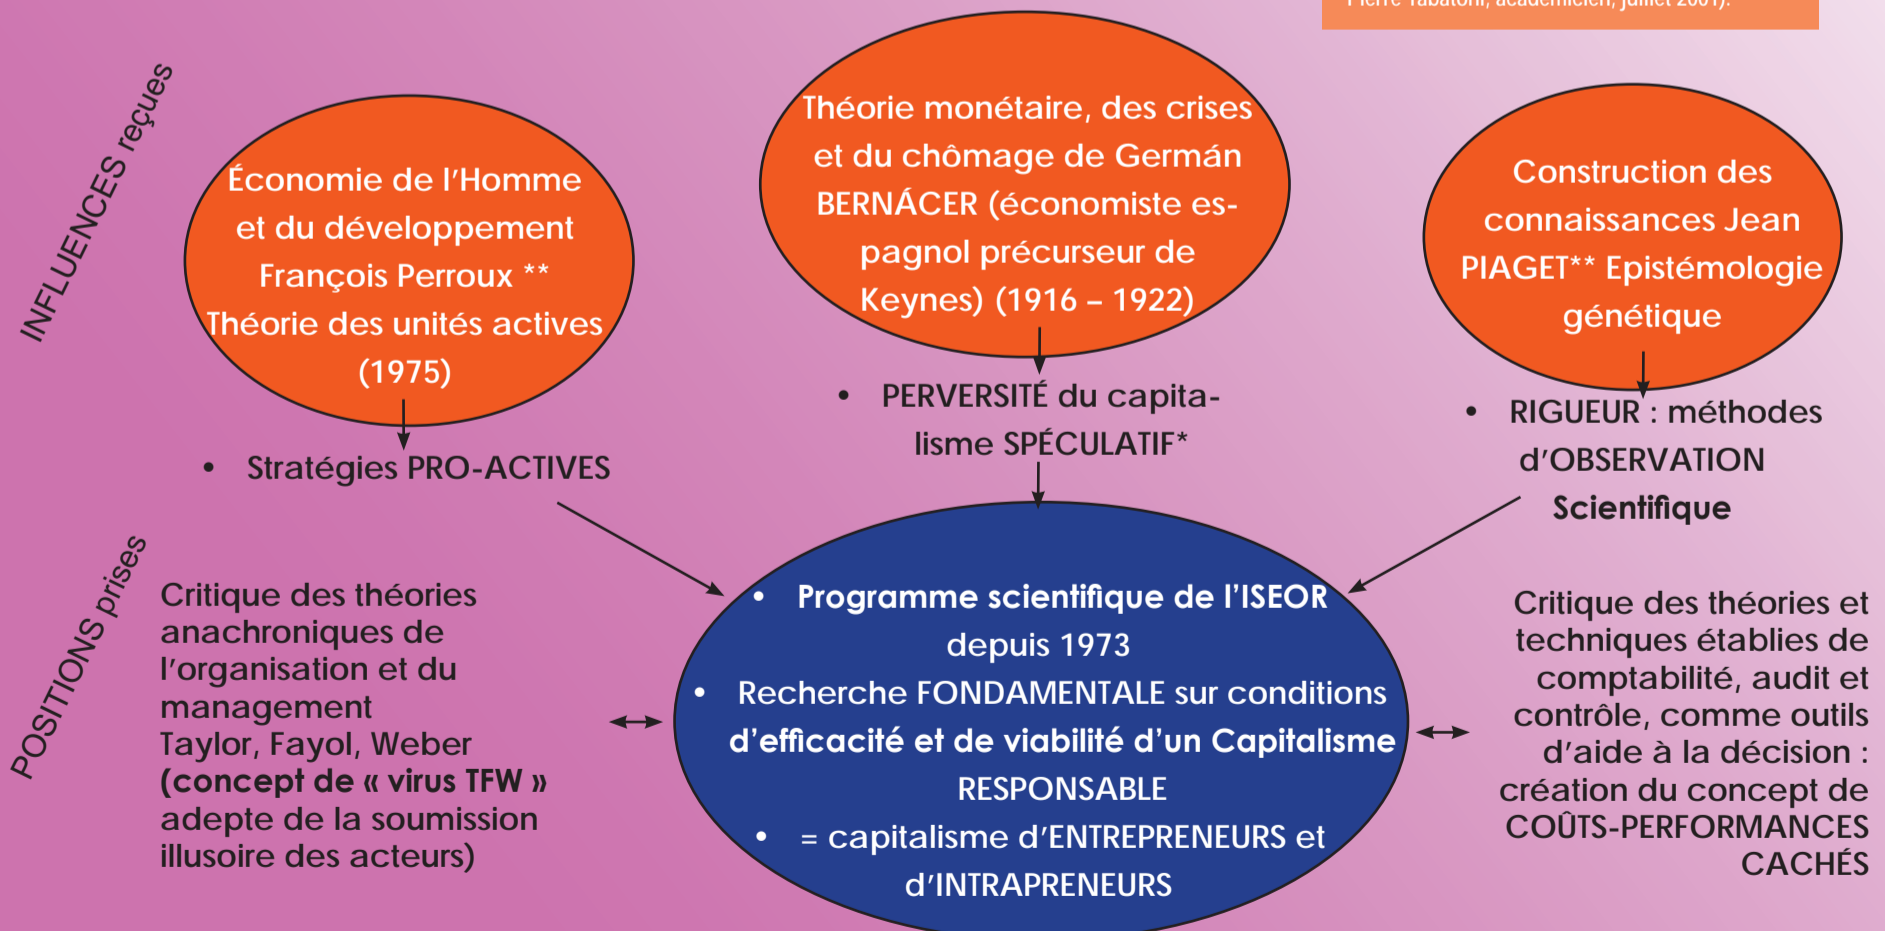 Pierre Tabatoni, académicien, juillet 2001).
INFLUENCES reçues
Économie de l'Homme
et du développement
François Perroux **
Théorie des unités actives
(1975)
• Stratégies PRO-ACTIVES
Théorie monétaire, des crises
et du chômage de Germán
BERNÁCER (économiste es-
pagnol précurseur de
Keynes) (1916 – 1922)
• PERVERSITÉ du capita-
lisme SPÉCULATIF*
Construction des
connaissances Jean
PIAGET** Epistémologie
génétique
• RIGUEUR : méthodes
d'OBSERVATION
Scientifique
POSITIONS prises
Critique des théories
anachroniques de
l'organisation et du
management
Taylor, Fayol, Weber
(concept de « virus TFW »
adepte de la soumission
illusoire des acteurs)
• Programme scientifique de l'ISEOR
depuis 1973
• Recherche FONDAMENTALE sur conditions
d'efficacité et de viabilité d'un Capitalisme
RESPONSABLE
• = capitalisme d'ENTREPRENEURS et
d'INTRAPRENEURS
Critique des théories et
techniques établies de
comptabilité, audit et
contrôle, comme outils
d'aide à la décision :
création du concept de
COÛTS-PERFORMANCES
CACHÉS